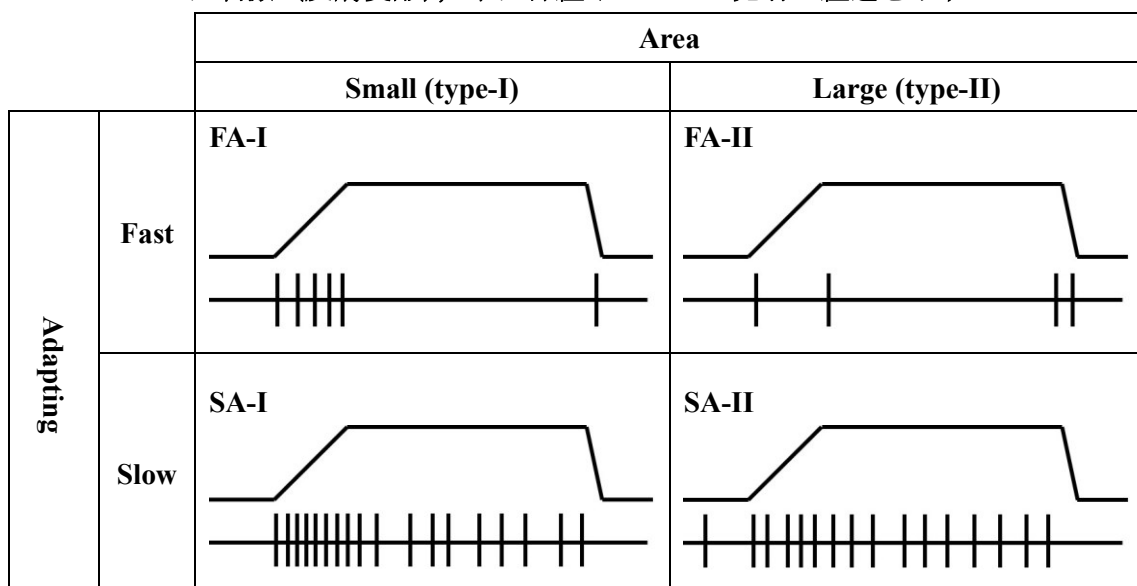 Area
Small (type-I)
Large (type-II)
FA-I
FA-II
Fast
Adapting
SA-I
SA-II
Slow